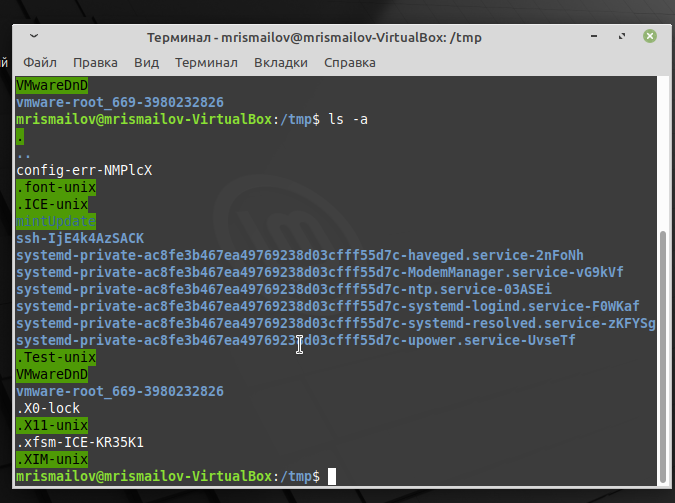 Терминал - mrismailov@mrismailov-VirtualBox: /tmp
ий
Файл Правка Вид Терминал Вкладки Справка
VMwareDnD
vmware-root_669-3980232826
mrismailov@mrismailov-VirtualBox:/tmp$ ls -a
.
..
config-err-NMPlcX
.font-unix
.ICE-unix
mintUpdate
ssh-IjE4k4AzSACK
systemd-private-ac8fe3b467ea49769238d03cfff55d7c-haveged.service-2nFoNh
systemd-private-ac8fe3b467ea49769238d03cfff55d7c-ModemManager.service-vG9kVf
systemd-private-ac8fe3b467ea49769238d03cfff55d7c-ntp.service-03ASEi
systemd-private-ac8fe3b467ea49769238d03cfff55d7c-systemd-logind.service-F0WKaf
systemd-private-ac8fe3b467ea49769238d03cfff55d7c-systemd-resolved.service-zKFYSg
systemd-private-ac8fe3b467ea49769238d03cfff55d7c-upower.service-UvseTf
.Test-unix
VMwareDnD
vmware-root_669-3980232826
.X0-lock
.X11-unix
.xfsm-ICE-KR35K1
.XIM-unix
mrismailov@mrismailov-VirtualBox:/tmp$